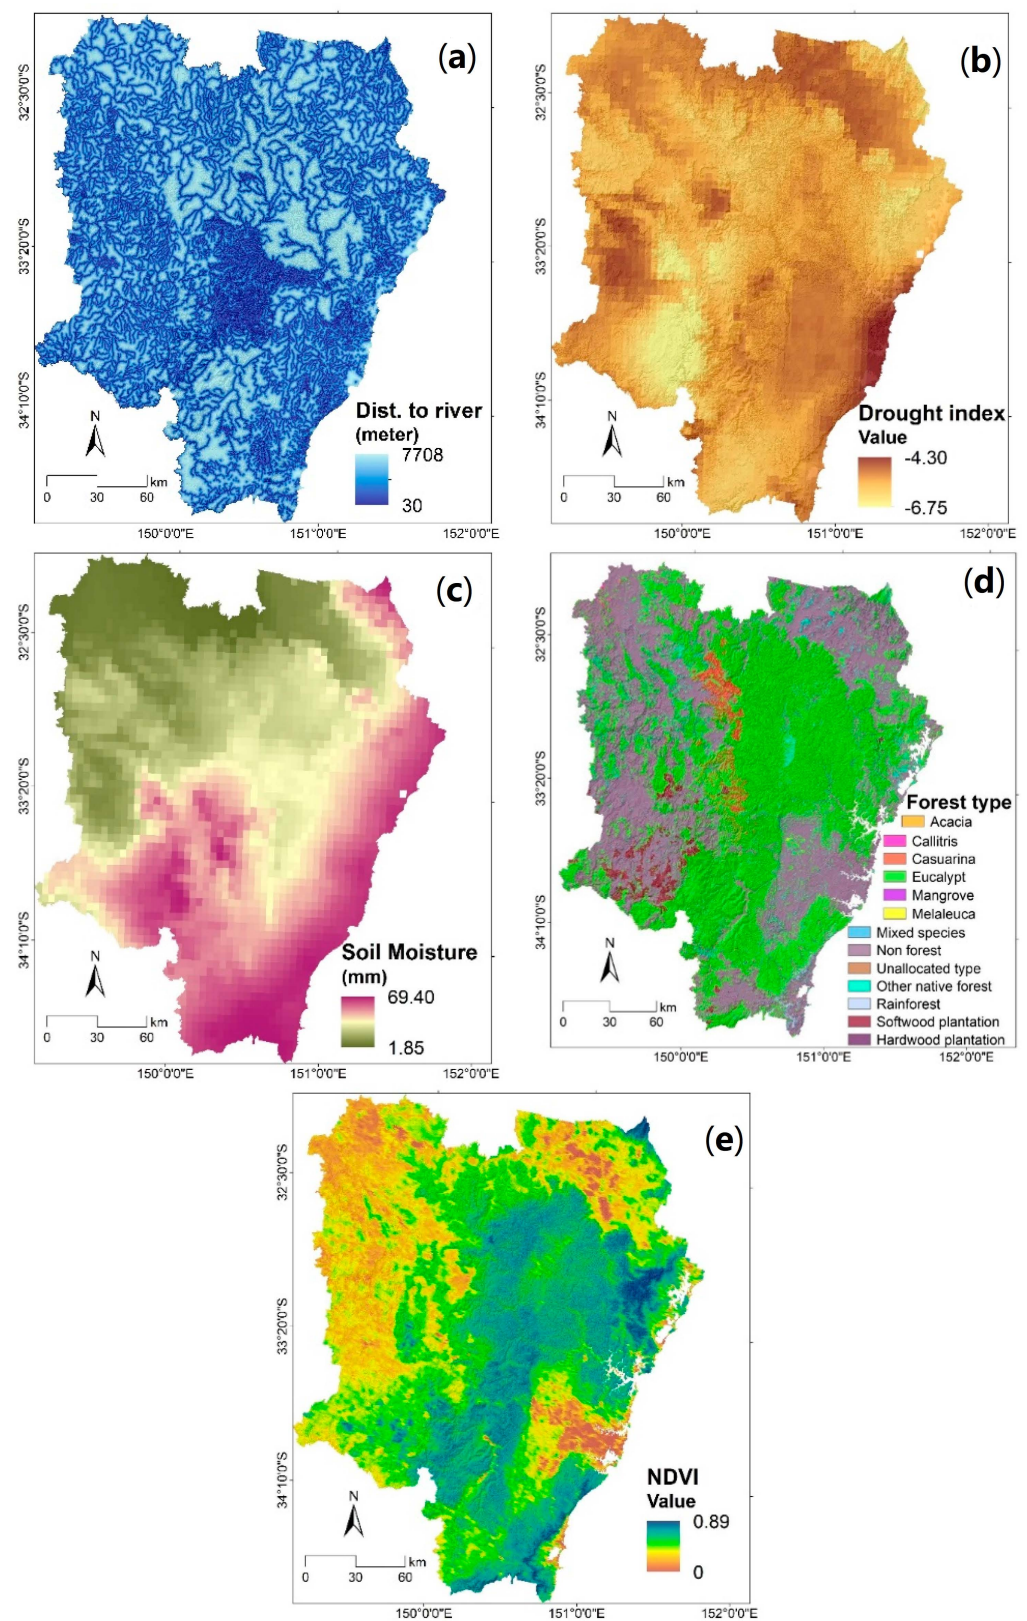 (a)
32°30'0"S
33°20'0"S
34°10'0"S
N
km
0 30 60
Dist. to river
(meter)
7708
30
150°0'0"E 151°0'0"E 152°0'0"E
(b)
32°30'0"S
33°20'0"S
34°10'0"S
N
km
0 30 60
Drought index
Value
-4.30
-6.75
150°0'0"E 151°0'0"E 152°0'0"E
(c)
32°30'0"S
33°20'0"S
34°10'0"S
N
km
0 30 60
Soil Moisture
(mm)
69.40
1.85
150°0'0"E 151°0'0"E 152°0'0"E
(d)
32°30'0"S
33°20'0"S
34°10'0"S
N
km
0 30 60
Forest type
Acacia
Callitris
Casuarina
Eucalypt
Mangrove
Melaleuca
Mixed species
Non forest
Unallocated type
Other native forest
Rainforest
Softwood plantation
Hardwood plantation
150°0'0"E 151°0'0"E 152°0'0"E
(e)
32°30'0"S
33°20'0"S
34°10'0"S
N
km
0 30 60
NDVI
Value
0.89
0
150°0'0"E 151°0'0"E 152°0'0"E